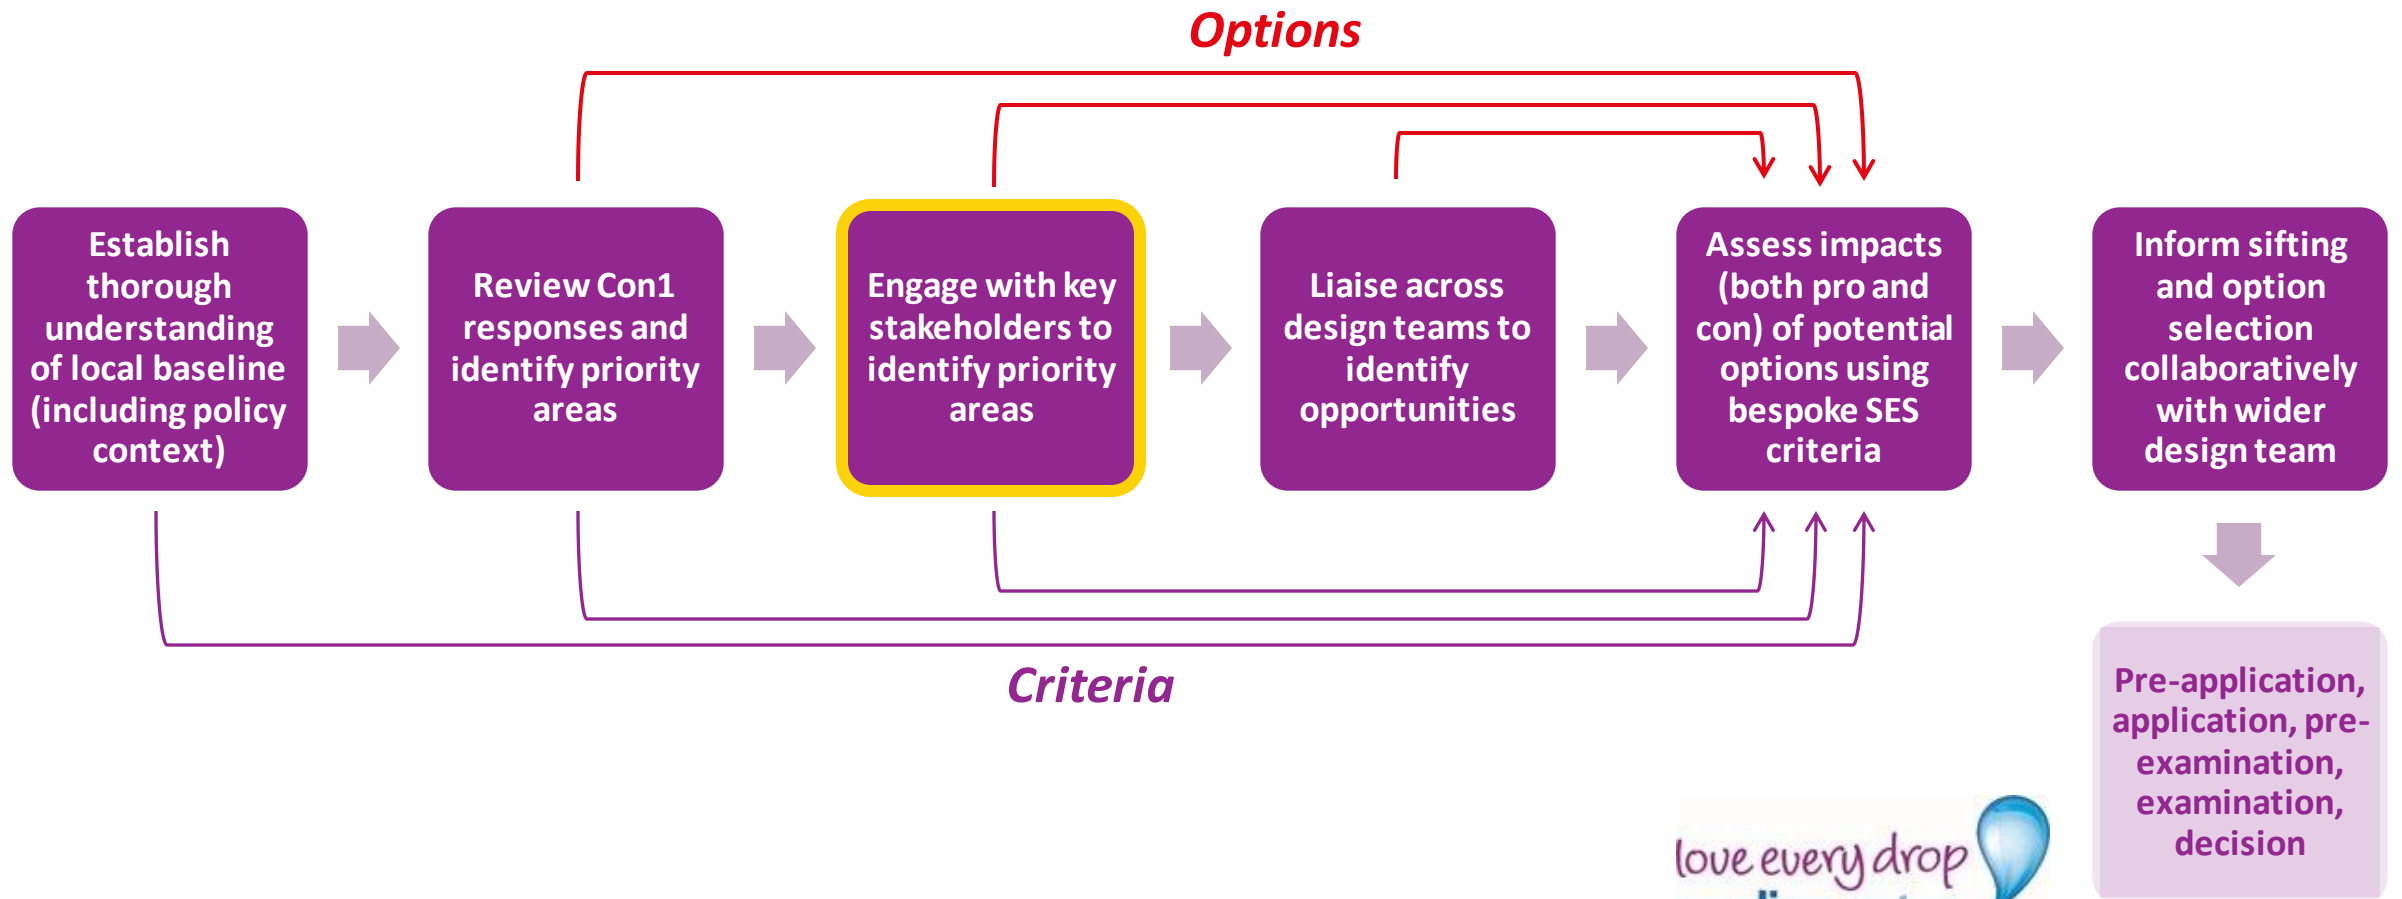 Options
Establish
thorough
understanding
of local baseline
(including policy
context)
Review Con1
responses and
identify priority
areas
Engage with key
stakeholders to
identify priority
areas
Liaise across
design teams to
identify
opportunities
Assess impacts
(both pro and
con) of potential
options using
bespoke SES
criteria
Inform sifting
and option
selection
collaboratively
with wider
design team
Criteria
Pre-application,
application, pre-
examination,
examination,
decision
love every drop